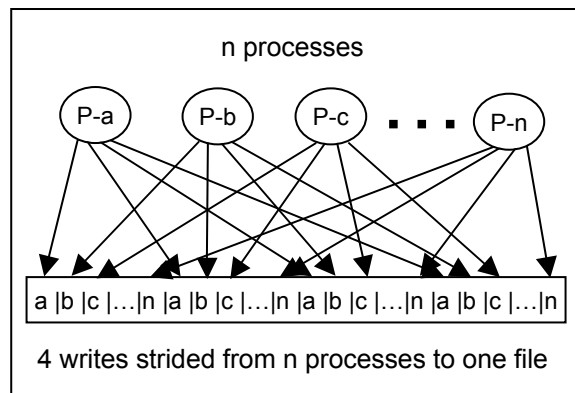 n processes
P-a P-b P-c . . . P-n
a |b |c |...|n |a |b |c |...|n |a |b |c |...|n |a |b |c |...|n
4 writes strided from n processes to one file